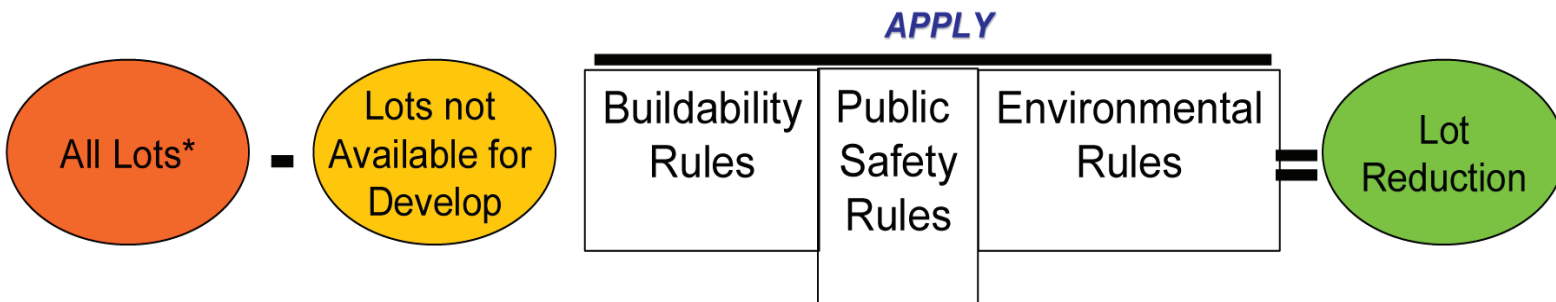 APPLY
All Lots*
-
Lots not
Available for
Develop
Buildability
Rules
Public
Safety
Rules
Environmental
Rules
=
Lot
Reduction